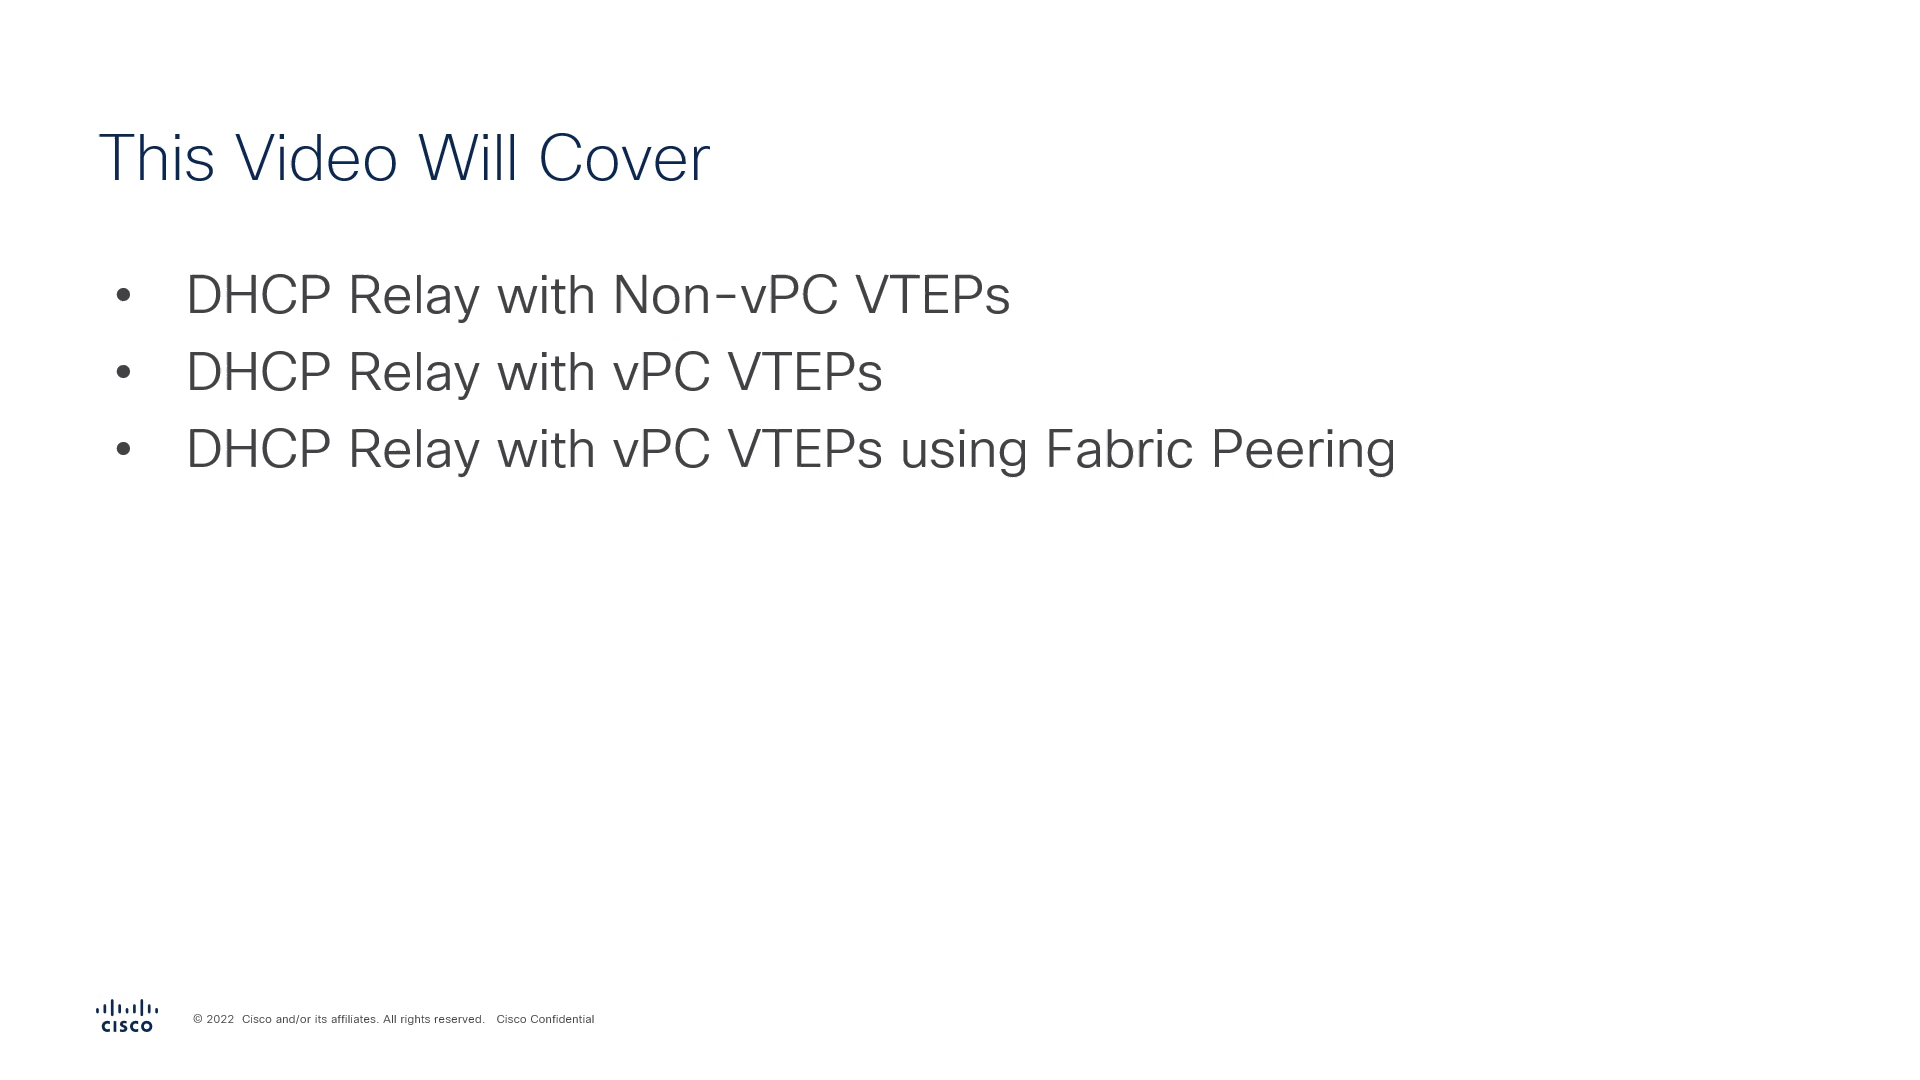 This Video Will Cover
• DHCP Relay with Non-vPC VTEPs
• DHCP Relay with vPC VTEPs
• DHCP Relay with vPC VTEPs using Fabric Peering
CISCO
© 2022 Cisco and/or its affiliates. All rights reserved. Cisco Confidential